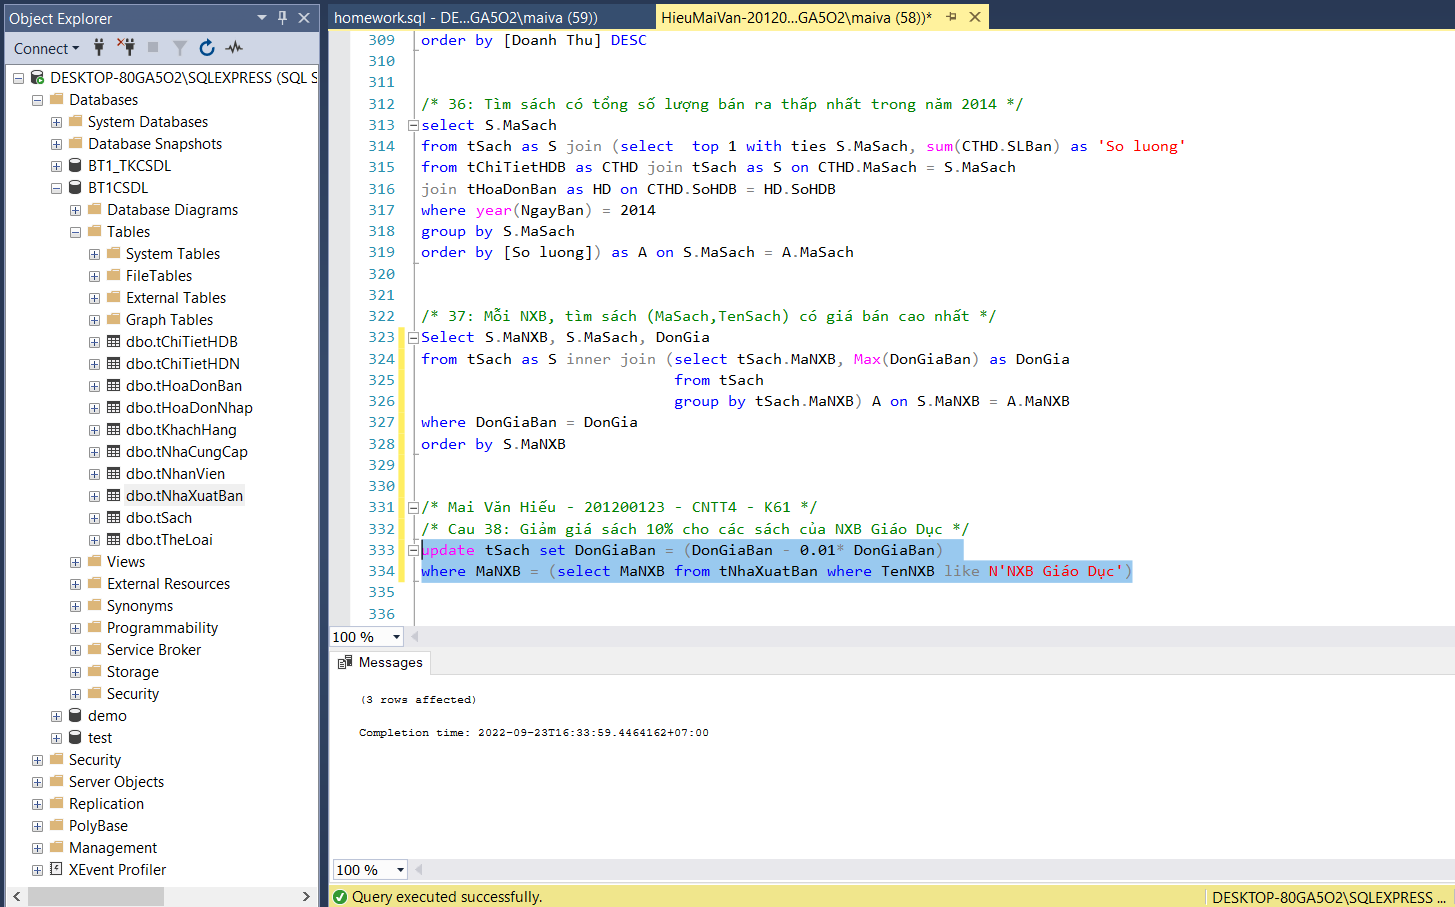 Object Explorer
Connect
DESKTOP-80GA5O2\SQLEXPRESS (SQL S
Databases
System Databases
Database Snapshots
BT1_TKCSDL
BT1CSDL
Database Diagrams
Tables
System Tables
FileTables
External Tables
Graph Tables
dbo.tChiTietHDB
dbo.tChiTietHDN
dbo.tHoaDonBan
dbo.tHoaDonNhap
dbo.tKhachHang
dbo.tNhaCungCap
dbo.tNhanVien
dbo.tNhaXuatBan
dbo.tSach
dbo.tTheLoai
Views
External Resources
Synonyms
Programmability
Service Broker
Storage
Security
demo
test
Security
Server Objects
Replication
PolyBase
Management
XEvent Profiler
homework.sql - DE...GA5O2\maiva (59))
HieuMaiVan-20120...GA5O2\maiva (58))*
309 order by [Doanh Thu] DESC
310
311
312 /* 36: Tìm sách có tổng số lượng bán ra thấp nhất trong năm 2014 */
313 select S.MaSach
314 from tSach as S join (select  top 1 with ties S.MaSach, sum(CTHD.SLBan) as 'So luong'
315 from tChiTietHDB as CTHD join tSach as S on CTHD.MaSach = S.MaSach
316 join tHoaDonBan as HD on CTHD.SoHDB = HD.SoHDB
317 where year(NgayBan) = 2014
318 group by S.MaSach
319 order by [So luong]) as A on S.MaSach = A.MaSach
320
321
322 /* 37: Mỗi NXB, tìm sách (MaSach,TenSach) có giá bán cao nhất */
323 Select S.MaNXB, S.MaSach, DonGia
324 from tSach as S inner join (select tSach.MaNXB, Max(DonGiaBan) as DonGia
325 from tSach
326 group by tSach.MaNXB) A on S.MaNXB = A.MaNXB
327 where DonGiaBan = DonGia
328 order by S.MaNXB
329
330
331 /* Mai Văn Hiếu - 201200123 - CNTT4 - K61 */
332 /* Cau 38: Giảm giá sách 10% cho các sách của NXB Giáo Dục */
333 update tSach set DonGiaBan = (DonGiaBan - 0.01* DonGiaBan)
334 where MaNXB = (select MaNXB from tNhaXuatBan where TenNXB like N'NXB Giáo Dục')
335
336
100 %
Messages
(3 rows affected)
Completion time: 2022-09-23T16:33:59.4464162+07:00
100 %
Query executed successfully.
DESKTOP-80GA5O2\SQLEXPRESS ...